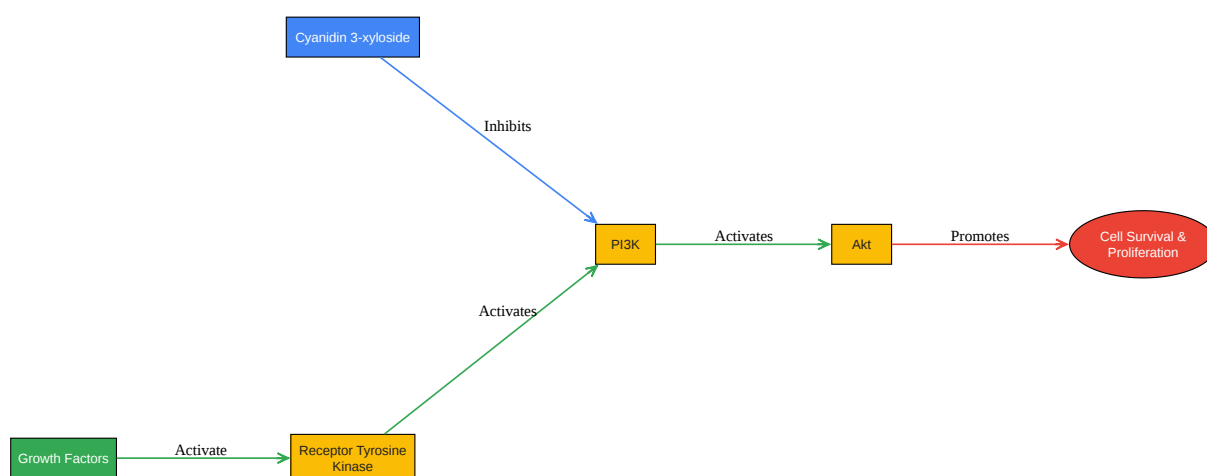 Cyanidin 3-xyloside
Inhibits
PI3K
Activates
Akt
Promotes
Cell Survival &
Proliferation
Activates
Growth Factors
Activate
Receptor Tyrosine
Kinase